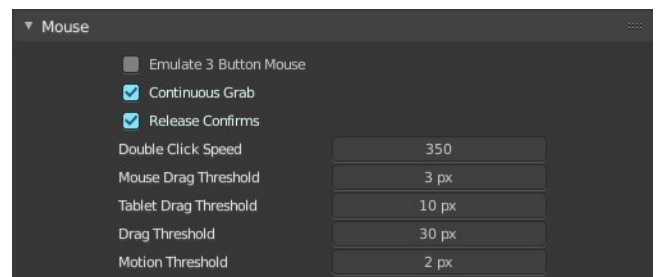 Mouse
Emulate 3 Button Mouse
Continuous Grab
Release Confirms
Double Click Speed 350
Mouse Drag Threshold 3 px
Tablet Drag Threshold 10 px
Drag Threshold 30 px
Motion Threshold 2 px